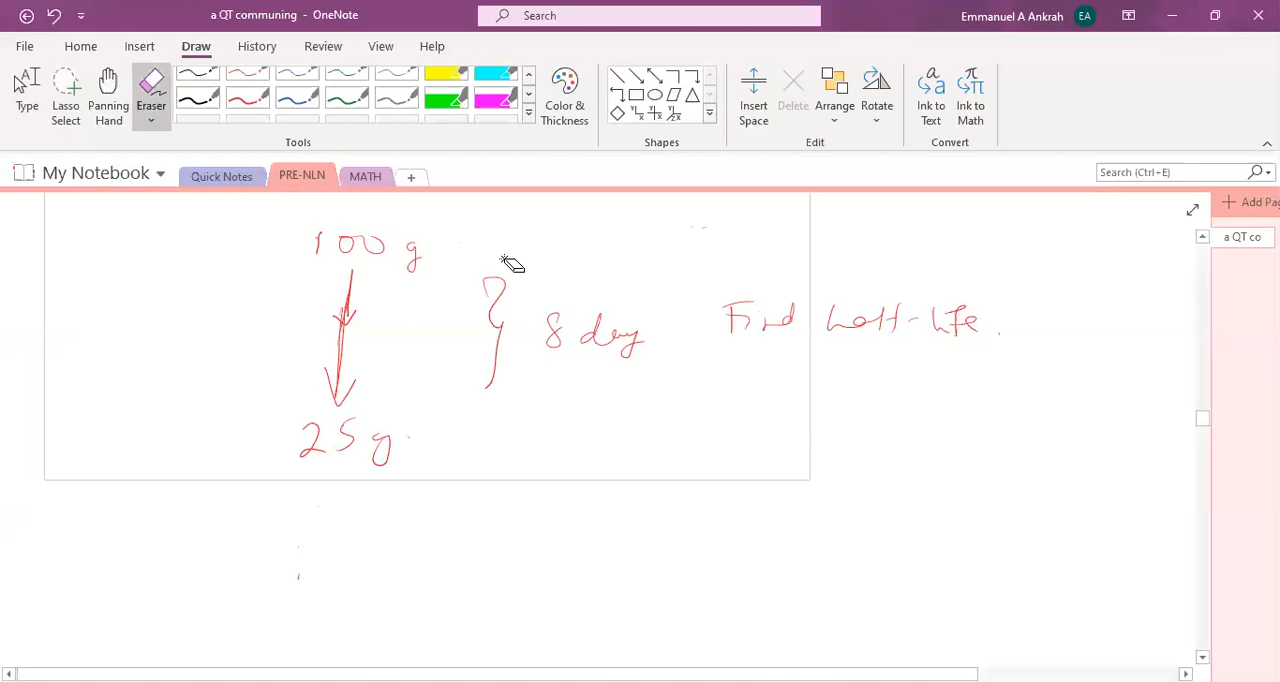 a QT communing - OneNote
Search
Emmanuel A Ankrah
EA
File Home Insert Draw History Review View Help
Type
Lasso Select
Panning Hand
Eraser
Color & Thickness
Insert Space
Delete
Arrange
Rotate
Ink to Text
Ink to Math
Tools
Shapes
Edit
Convert
My Notebook
Quick Notes
PRE-NLN
MATH
Search (Ctrl+E)
Add Pag
a QT co
100 g
8 day
Find half-life.
25 g